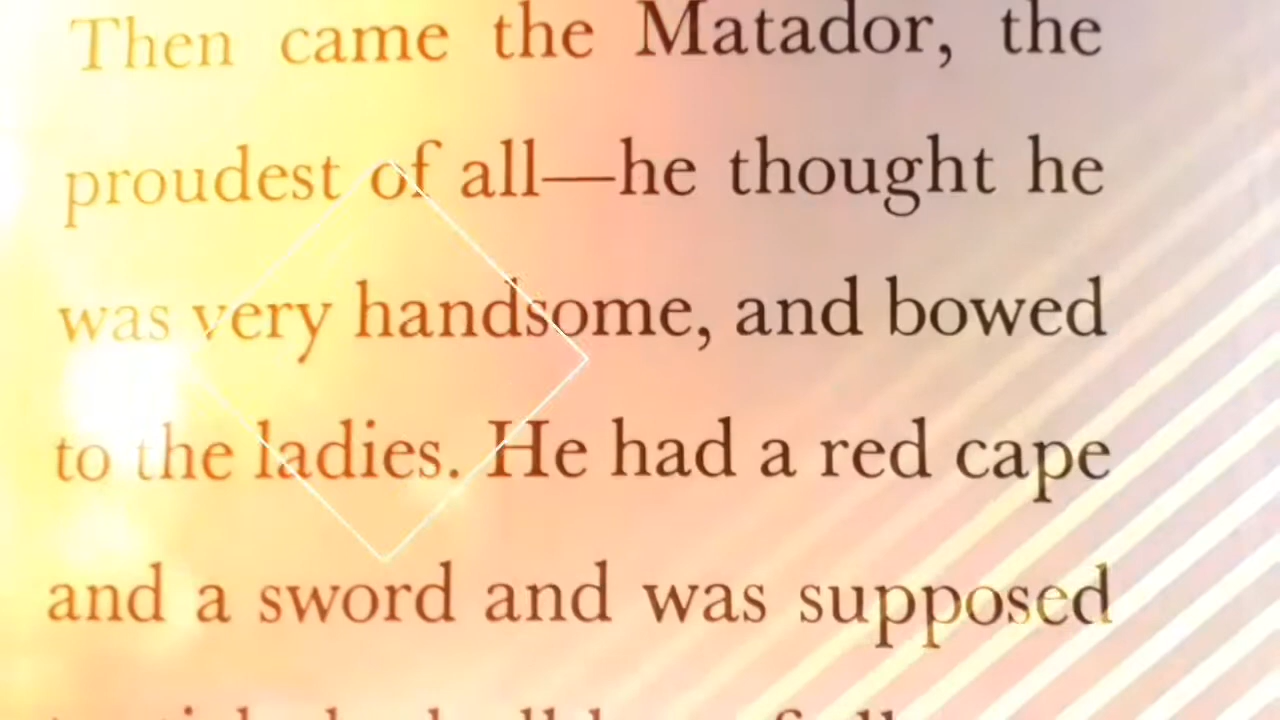 Then came the Matador, the
proudest of all—he thought he
was very handsome, and bowed
to the ladies. He had a red cape
and a sword and was supposed